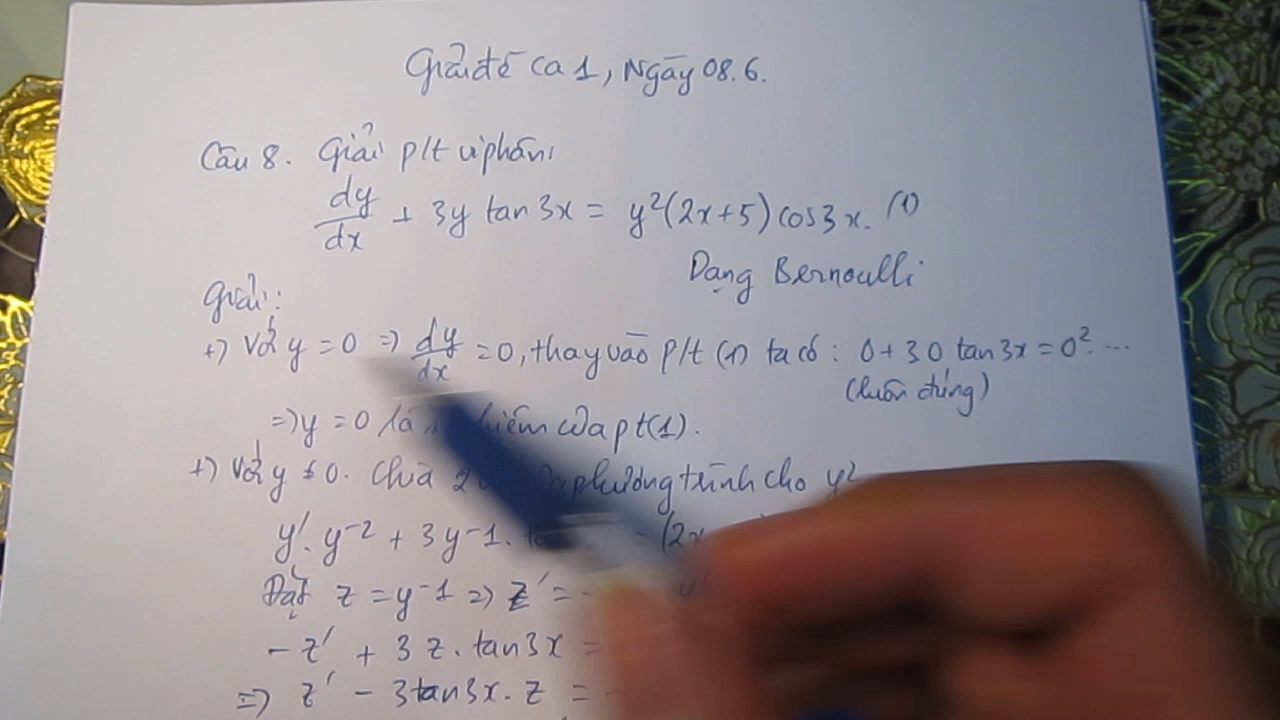 Giải đề ca 1, Ngày 08.6.
Câu 8. Giải p/t vi phân:
dy/dx + 3y tan 3x = y²(2x+5) cos 3x. (1)
Dạng Bernoulli
Giải:
+) Với y = 0 => dy/dx = 0, thay vào p/t (1) ta có : 0 + 3.0 tan 3x = 0² ...
(luôn đúng)
=> y = 0 là của pt (1).
+) Với y ≠ 0. Chia 2 phương trình cho y²
y'. y⁻² + 3y⁻¹. = (2x
Đặt z = y⁻¹ => z' = -
- z' + 3 z. tan 3x =
=> z' - 3 tan 3x. z = -